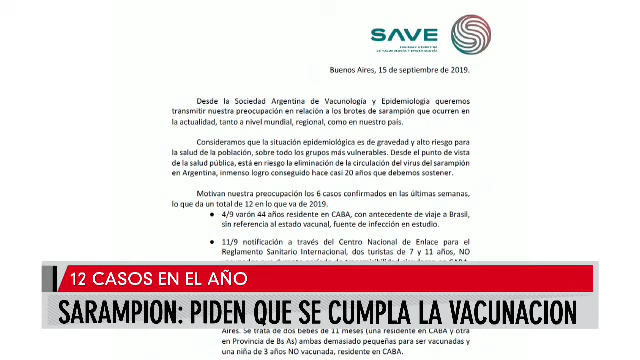 SAVE
SOCIEDAD ARGENTINA
DE VACUNOLOGÍA Y EPIDEMIOLOGÍA
Buenos Aires, 15 de septiembre de 2019.
Desde la Sociedad Argentina de Vacunología y Epidemiología queremos
transmitir nuestra preocupación en relación a los brotes de sarampión que ocurren en
la actualidad, tanto a nivel mundial, regional, como en nuestro país.
Consideramos que la situación epidemiológica es de gravedad y alto riesgo para
la salud de la población, sobre todo los grupos más vulnerables. Desde el punto de vista
de la salud pública, está en riesgo la eliminación de la circulación del virus del sarampión
en Argentina, inmenso logro conseguido hace casi 20 años que debemos sostener.
Motivan nuestra preocupación los 6 casos confirmados en las últimas semanas,
lo que da un total de 12 en lo que va de 2019.
● 4/9 varón 44 años residente en CABA, con antecedente de viaje a Brasil,
sin referencia al estado vacunal, fuente de infección en estudio.
● 11/9 notificación a través del Centro Nacional de Enlace para el
Reglamento Sanitario Internacional, dos turistas de 7 y 11 años, NO
12 CASOS EN EL AÑO
SARAMPION: PIDEN QUE SE CUMPLA LA VACUNACION
Aires. Se trata de dos bebes de 11 meses (una residente en CABA y otra
en Provincia de Bs As) ambas demasiado pequeñas para ser vacunadas y
una niña de 3 años NO vacunada, residente en CABA.